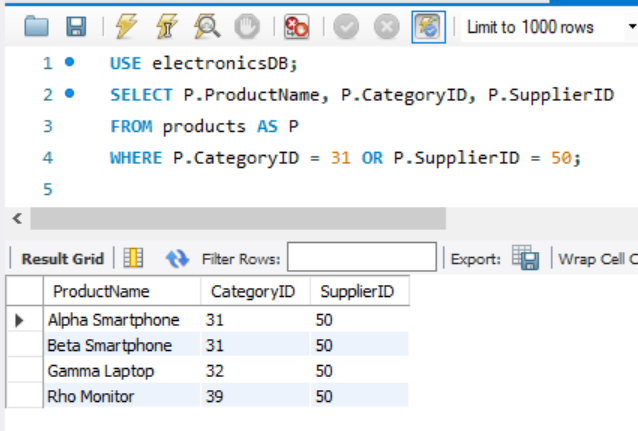 Limit to 1000 rows
1 USE electronicsDB;
2 SELECT P.ProductName, P.CategoryID, P.SupplierID
3 FROM products AS P
4 WHERE P.CategoryID = 31 OR P.SupplierID = 50;
5
Result Grid Filter Rows: Export: Wrap Cell C
ProductName CategoryID SupplierID
Alpha Smartphone 31 50
Beta Smartphone 31 50
Gamma Laptop 32 50
Rho Monitor 39 50